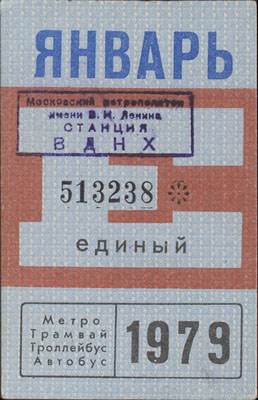 ЯНВАРЬ
Московский метрополитен
имени В. И. Ленина
СТАНЦИЯ
ВДНХ
513238
единый
Метро
Трамвай
Троллейбус
Автобус
1979